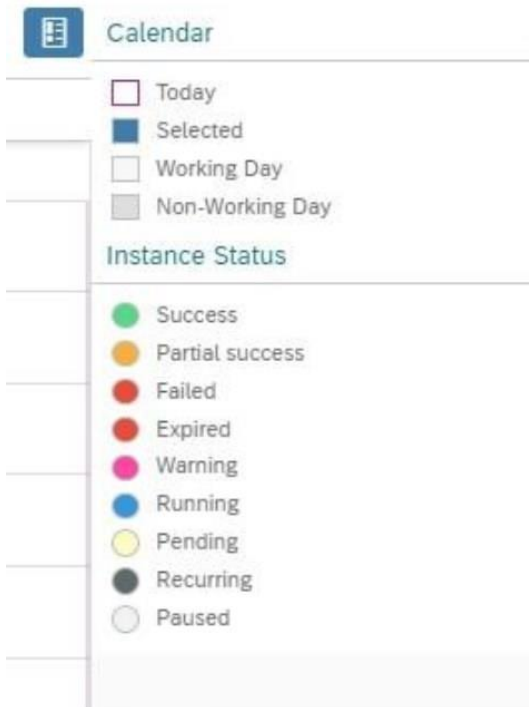 Calendar
Today
Selected
Working Day
Non-Working Day
Instance Status
Success
Partial success
Failed
Expired
Warning
Running
Pending
Recurring
Paused